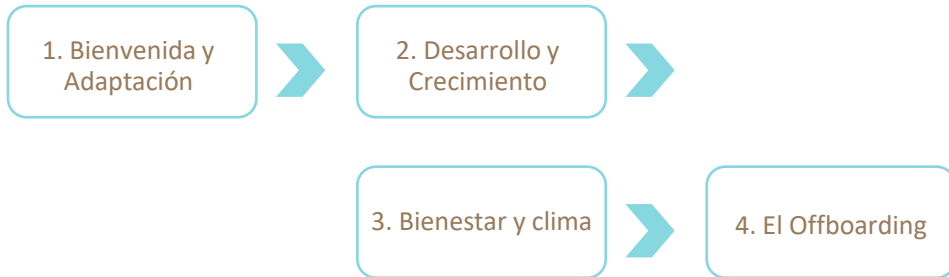 1. Bienvenida y
Adaptación
2. Desarrollo y
Crecimiento
3. Bienestar y clima
4. El Offboarding